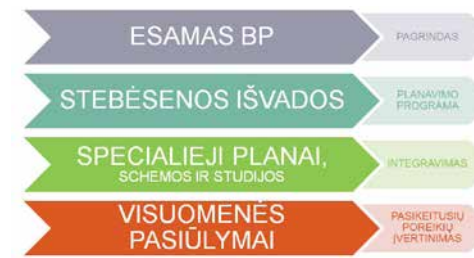 ESAMAS BP
PAGRINDAS
STEBĖSENOS IŠVADOS
PLANAVIMO
PROGRAMA
SPECIALIEJI PLANAI,
SCHEMOS IR STUDIJOS
INTEGRAVIMAS
VISUOMENĖS
PASIŪLYMAI
PASIKEITUSIŲ
POREIKIŲ
ĮVERTINIMAS